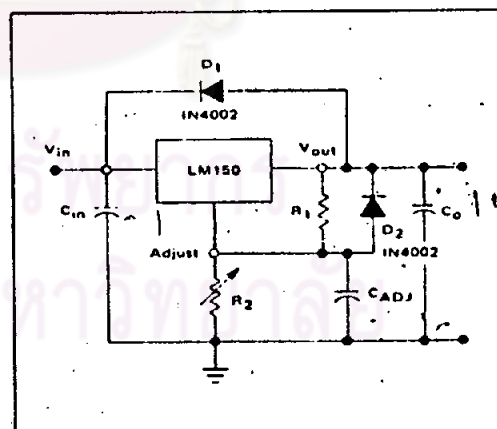 D1
1N4002
Vin
LM150
Vout
Cin
R1
D2
Co
Adjust
1N4002
R2
CADJ